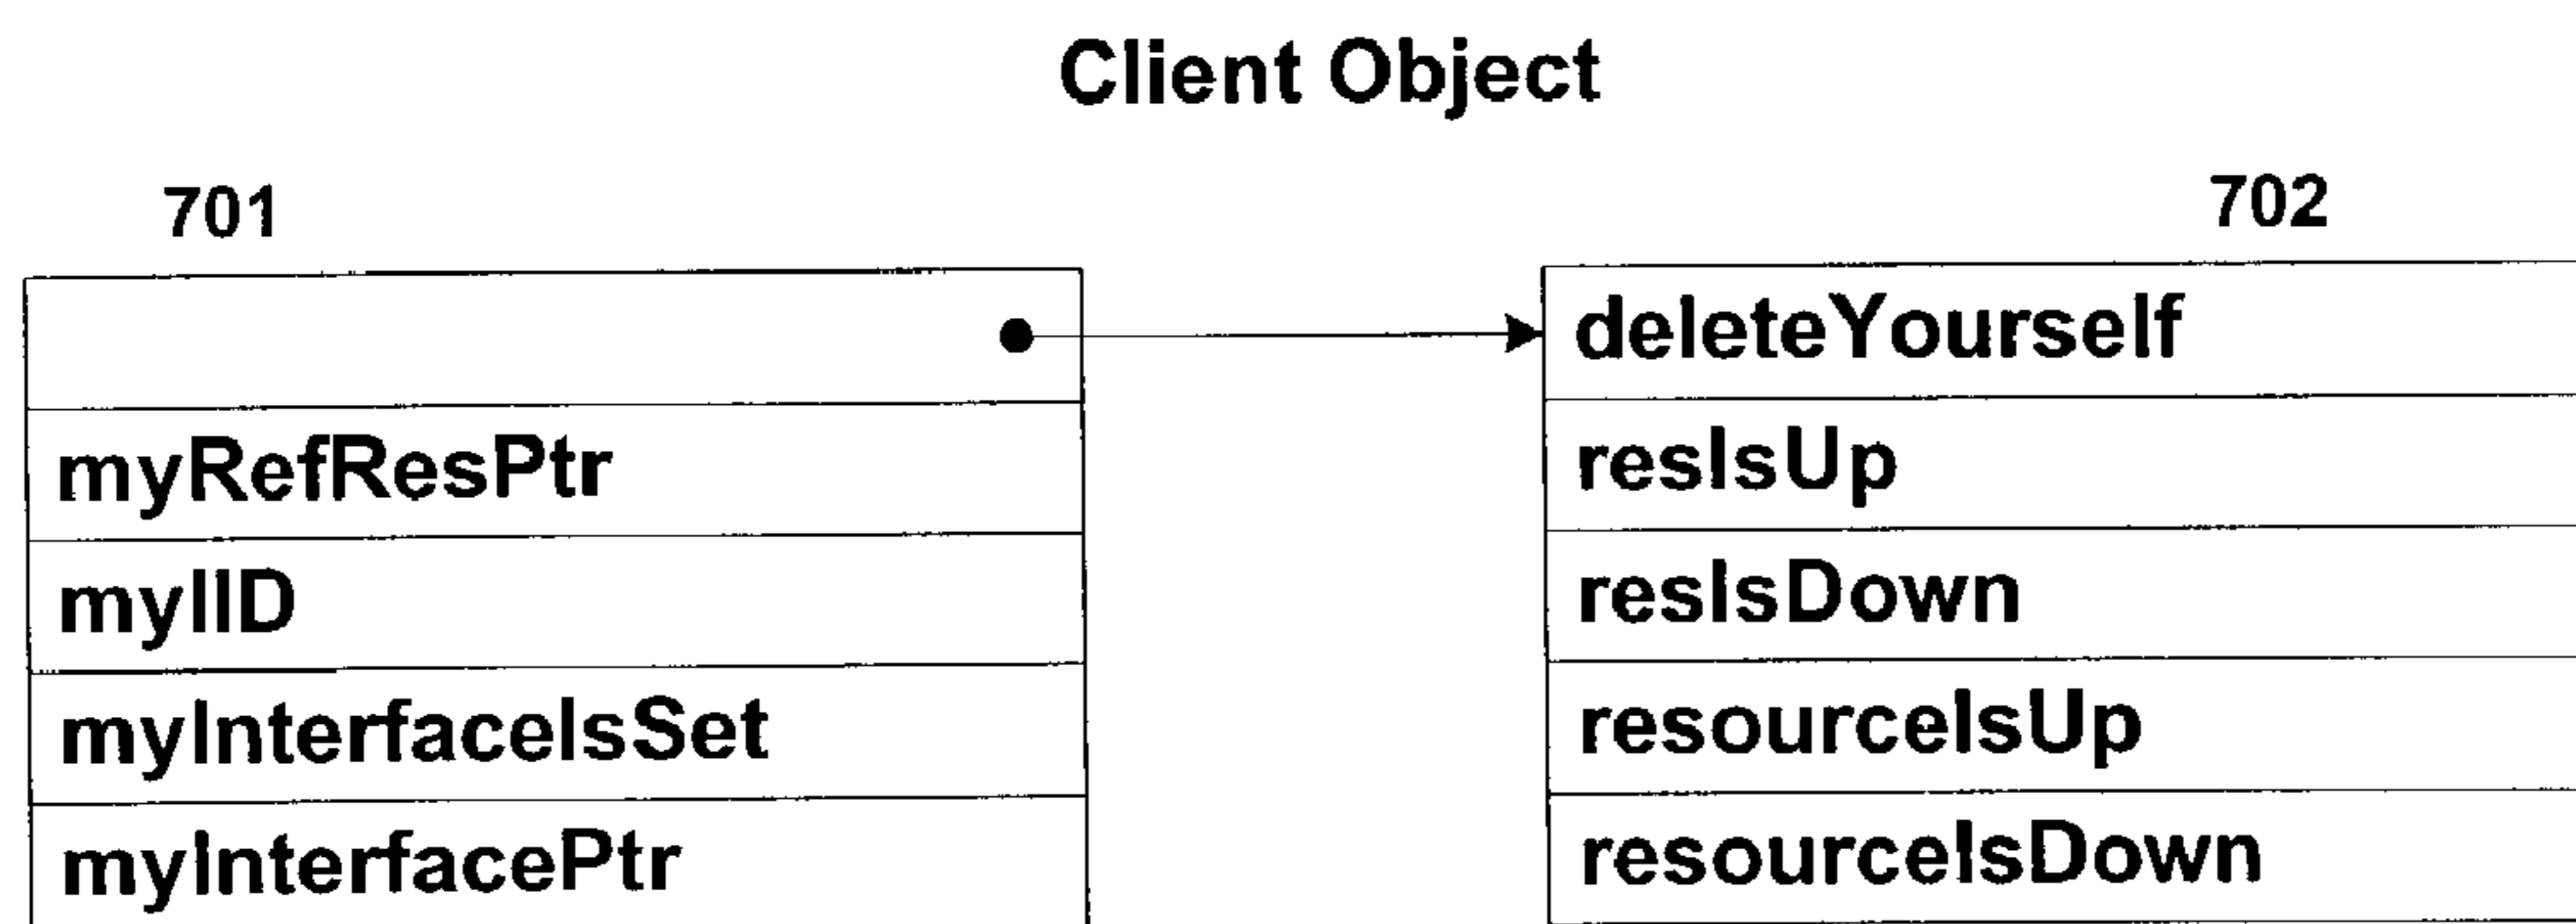 Client Object
701
702
deleteYourself
myRefResPtr
resIsUp
myIID
resIsDown
myInterfaceIsSet
resourceIsUp
myInterfacePtr
resourceIsDown